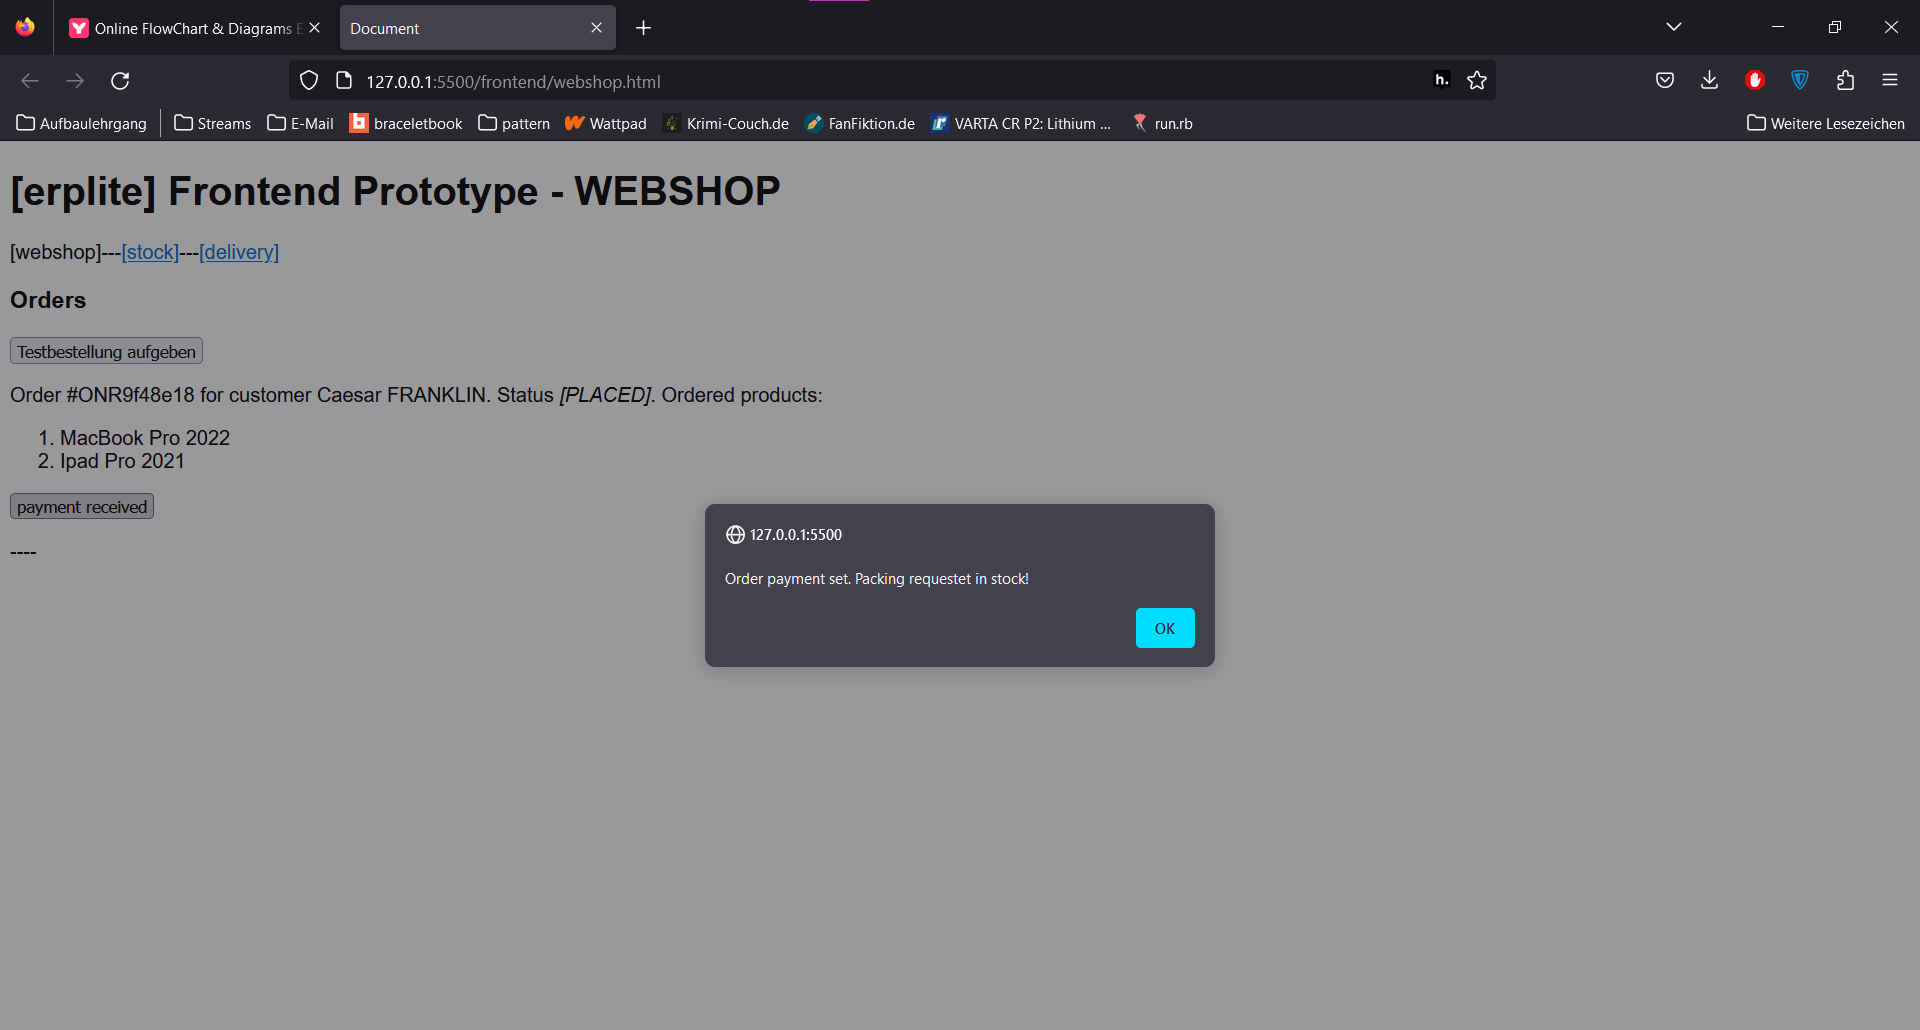 Online FlowChart & Diagrams E
Document
127.0.0.1:5500/frontend/webshop.html
h.
Aufbaulehrgang
Streams
E-Mail
braceletbook
pattern
Wattpad
Krimi-Couch.de
FanFiktion.de
VARTA CR P2: Lithium ...
run.rb
Weitere Lesezeichen
[erplite] Frontend Prototype - WEBSHOP
[webshop]---[stock]---[delivery]
Orders
Testbestellung aufgeben
Order #ONR9f48e18 for customer Caesar FRANKLIN. Status [PLACED]. Ordered products:
1. MacBook Pro 2022
2. Ipad Pro 2021
payment received
----
127.0.0.1:5500
Order payment set. Packing requestet in stock!
OK